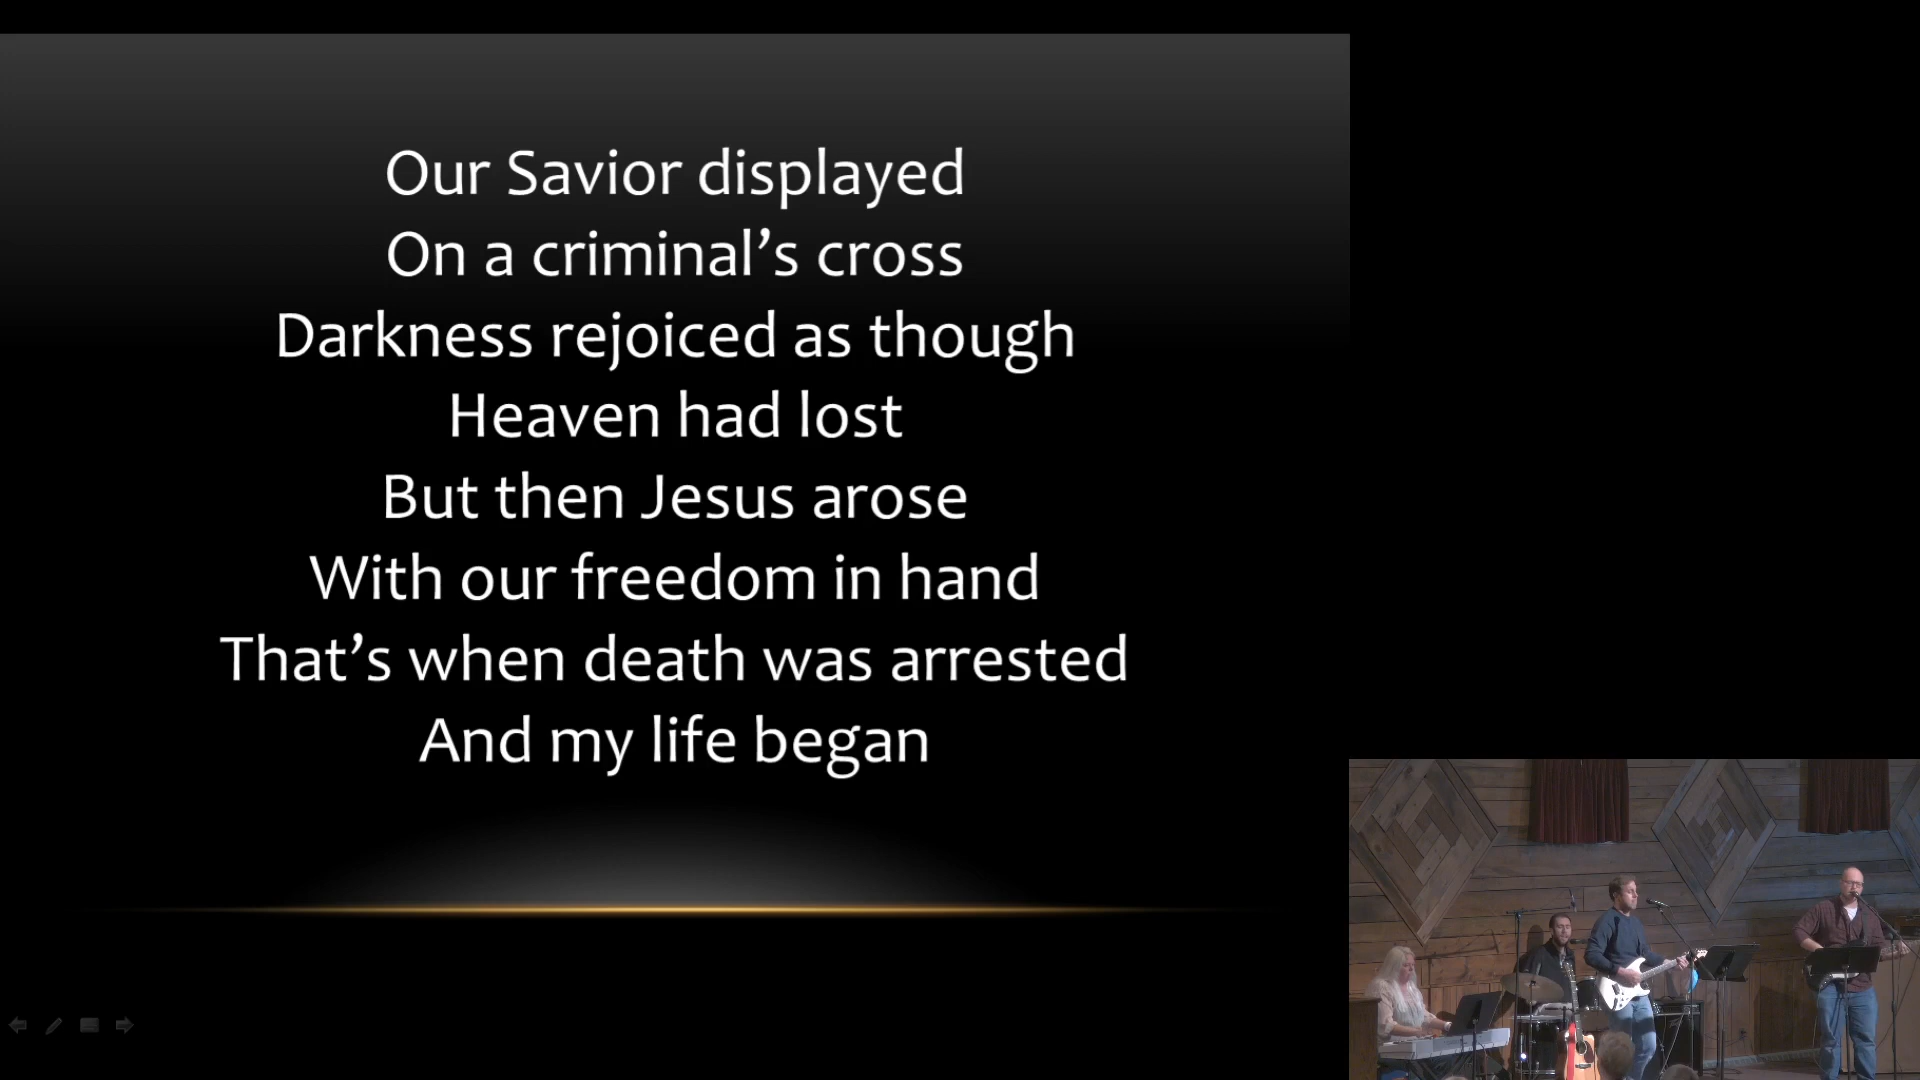 Our Savior displayed
On a criminal’s cross
Darkness rejoiced as though
Heaven had lost
But then Jesus arose
With our freedom in hand
That’s when death was arrested
And my life began